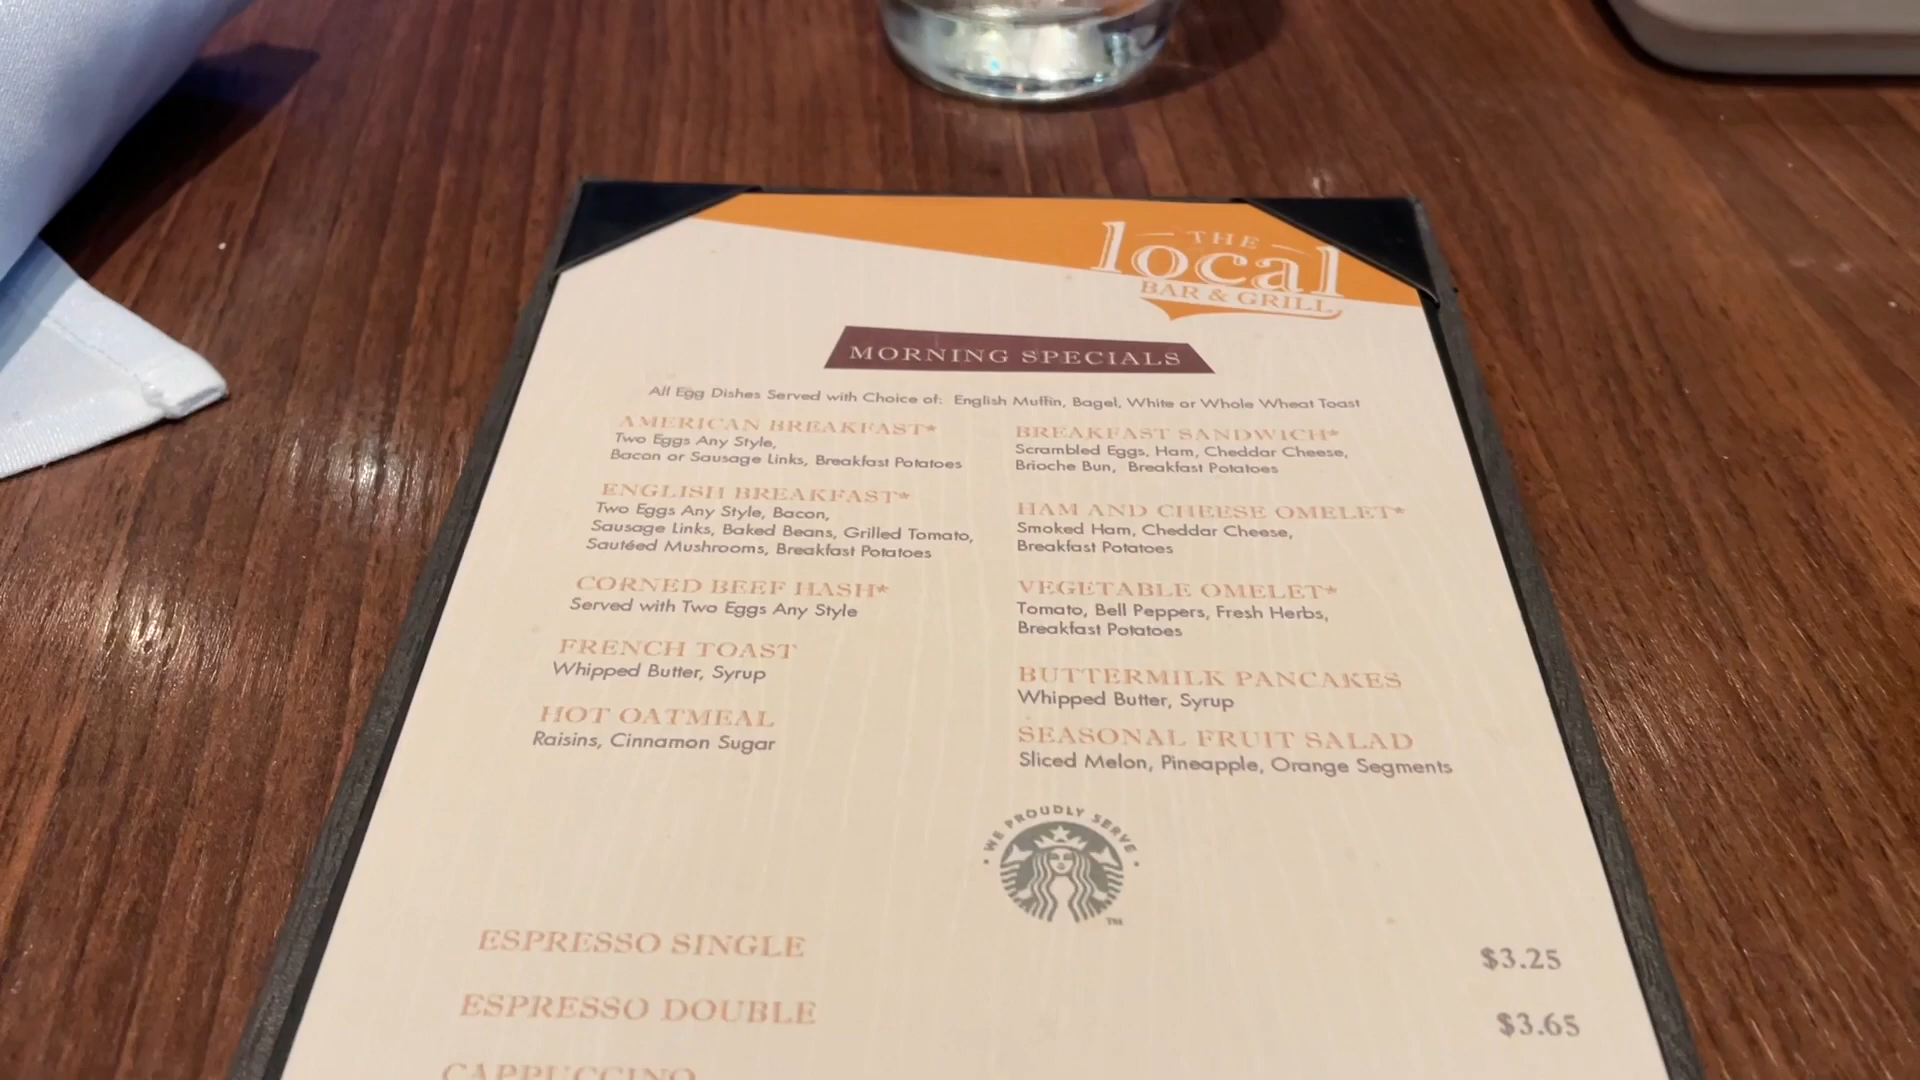 THE
local
BAR & GRILL
MORNING SPECIALS
All Egg Dishes Served with Choice of: English Muffin, Bagel, White or Whole Wheat Toast
AMERICAN BREAKFAST*
Two Eggs Any Style,
Bacon or Sausage Links, Breakfast Potatoes
ENGLISH BREAKFAST*
Two Eggs Any Style, Bacon,
Sausage Links, Baked Beans, Grilled Tomato,
Sautéed Mushrooms, Breakfast Potatoes
CORNED BEEF HASH*
Served with Two Eggs Any Style
FRENCH TOAST
Whipped Butter, Syrup
HOT OATMEAL
Raisins, Cinnamon Sugar
BREAKFAST SANDWICH*
Scrambled Eggs, Ham, Cheddar Cheese,
Brioche Bun, Breakfast Potatoes
HAM AND CHEESE OMELET*
Smoked Ham, Cheddar Cheese,
Breakfast Potatoes
VEGETABLE OMELET*
Tomato, Bell Peppers, Fresh Herbs,
Breakfast Potatoes
BUTTERMILK PANCAKES
Whipped Butter, Syrup
SEASONAL FRUIT SALAD
Sliced Melon, Pineapple, Orange Segments
• WE PROUDLY SERVE •
TM
ESPRESSO SINGLE $3.25
ESPRESSO DOUBLE $3.65
CAPPUCCINO